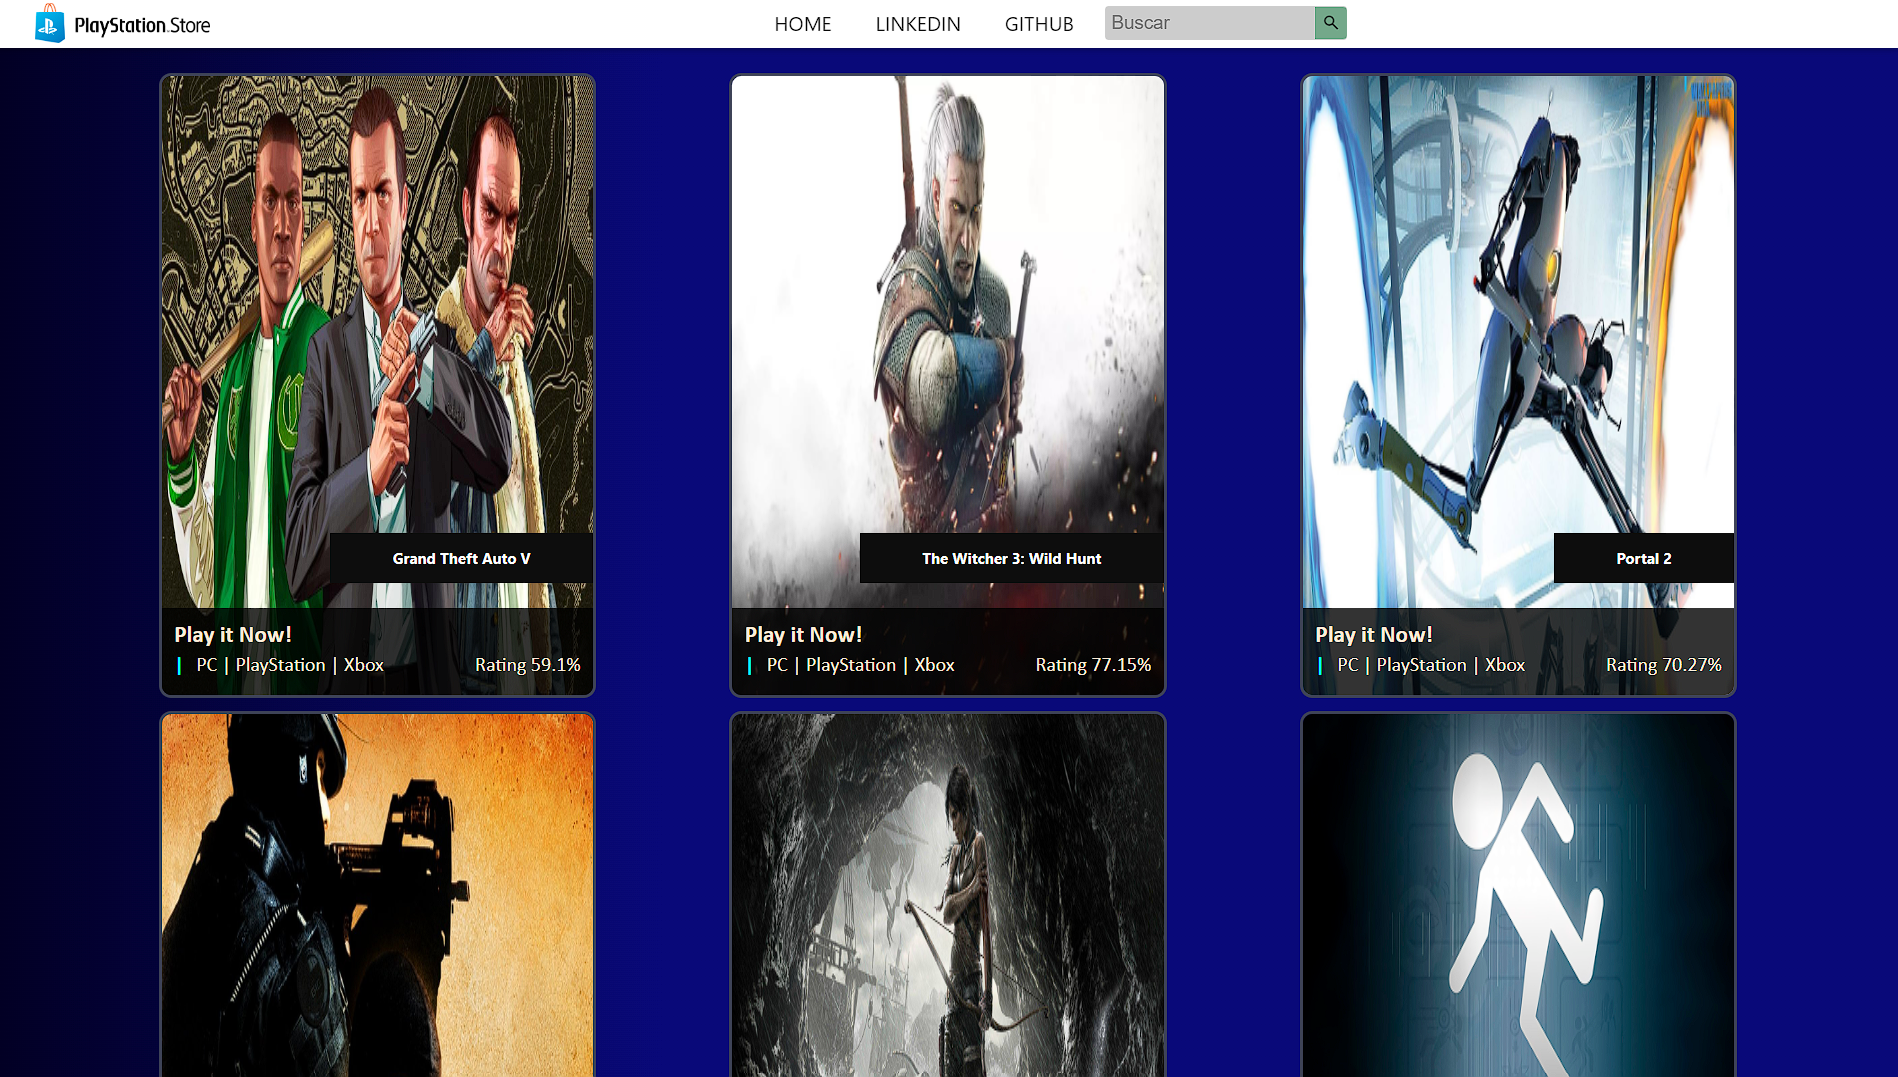 PlayStation.Store
HOME
LINKEDIN
GITHUB
Buscar
Grand Theft Auto V
Play it Now!
| PC | PlayStation | Xbox
Rating 59.1%
The Witcher 3: Wild Hunt
Play it Now!
| PC | PlayStation | Xbox
Rating 77.15%
Portal 2
Play it Now!
| PC | PlayStation | Xbox
Rating 70.27%